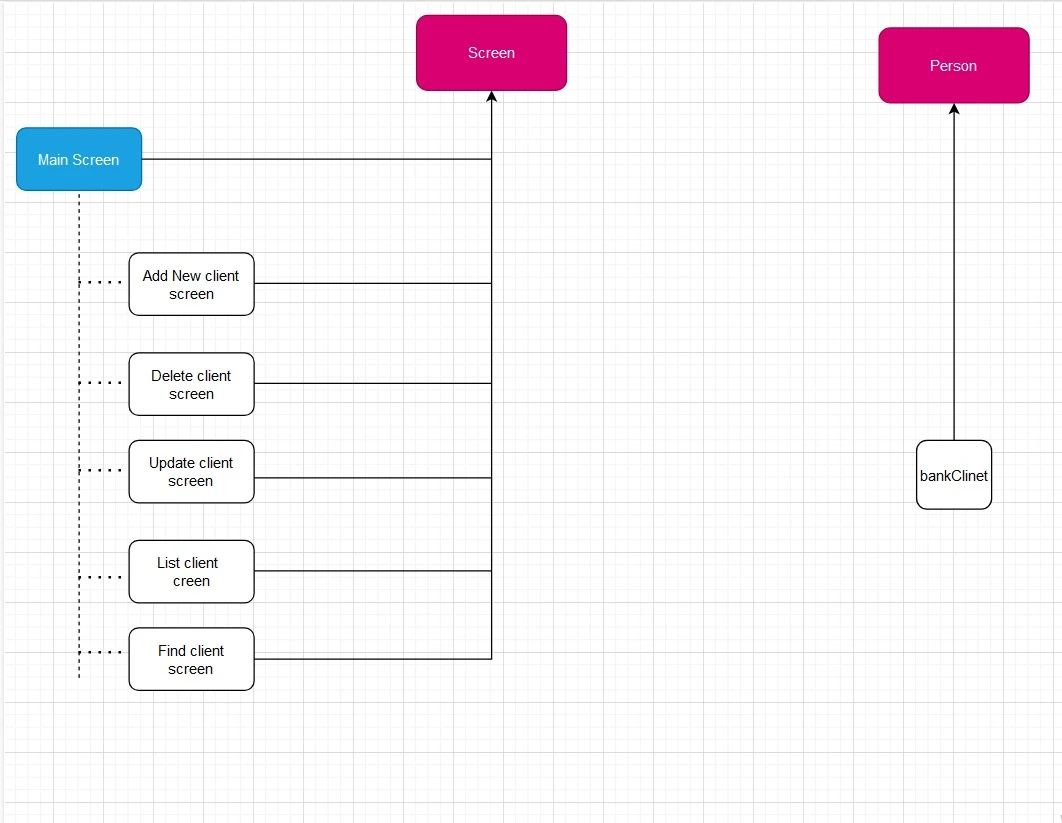 Screen
Person
Main Screen
Add New client
screen
Delete client
screen
Update client
screen
bankClinet
List client
creen
Find client
screen